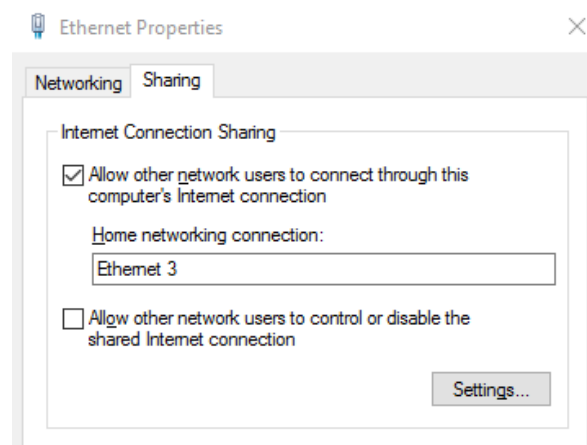 Ethernet Properties
Networking
Sharing
Internet Connection Sharing
Allow other network users to connect through this
computer's Internet connection
Home networking connection:
Ethernet 3
Allow other network users to control or disable the
shared Internet connection
Settings...